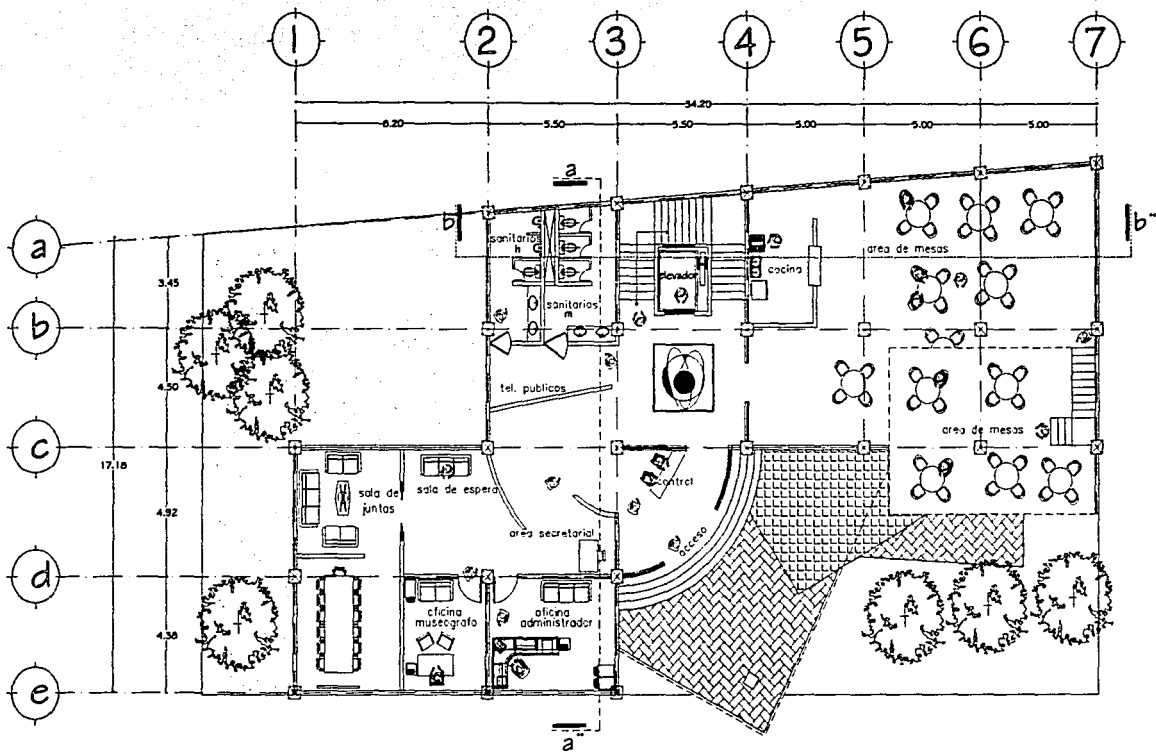 1 2 3 4 5 6 7
34.20
8.20 5.50 5.50 5.00 5.00 5.00
a
b' b"
a
sanitarios
h
elevador
cocina
area de mesas
3.45
sanitarios
m
b
4.50
tel. publicos
area de mesas
c
17.18
sala de
juntas
sala de espera
control
4.92
area secretarial
acceso
d
oficina
museografo
oficina
administrador
4.38
e
a"